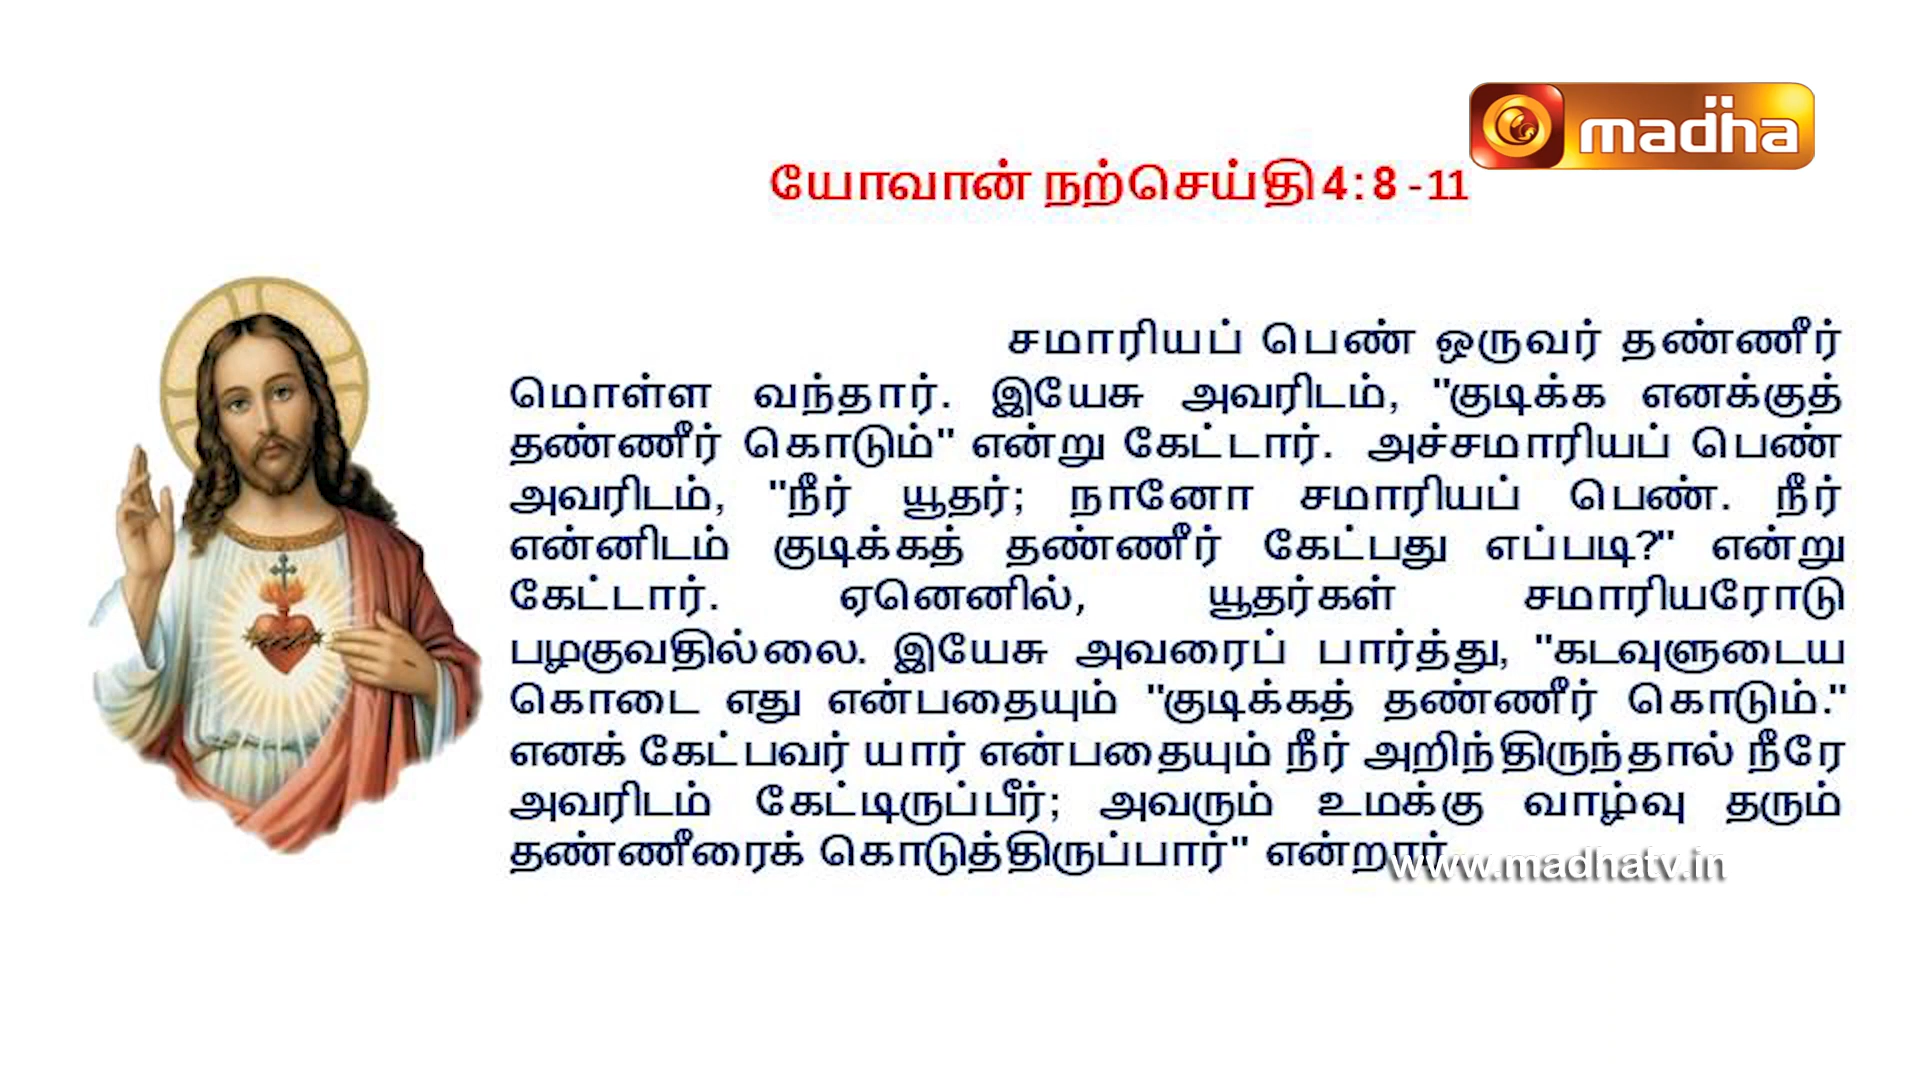 madha
யோவான் நற்செய்தி 4:8 -11
சமாரியப் பெண் ஒருவர் தண்ணீர்
மொள்ள வந்தார். இயேசு அவரிடம், "குடிக்க எனக்குத்
தண்ணீர் கொடும்" என்று கேட்டார். அச்சமாரியப் பெண்
அவரிடம், "நீர் யூதர்; நானோ சமாரியப் பெண். நீர்
என்னிடம் குடிக்கத் தண்ணீர் கேட்பது எப்படி?" என்று
கேட்டார். ஏனெனில், யூதர்கள் சமாரியரோடு
பழகுவதில்லை. இயேசு அவரைப் பார்த்து, "கடவுளுடைய
கொடை எது என்பதையும் "குடிக்கத் தண்ணீர் கொடும்."
எனக் கேட்பவர் யார் என்பதையும் நீர் அறிந்திருந்தால் நீரே
அவரிடம் கேட்டிருப்பீர்; அவரும் உமக்கு வாழ்வு தரும்
தண்ணீரைக் கொடுத்திருப்பார்" என்றார்.
www.madhatv.in